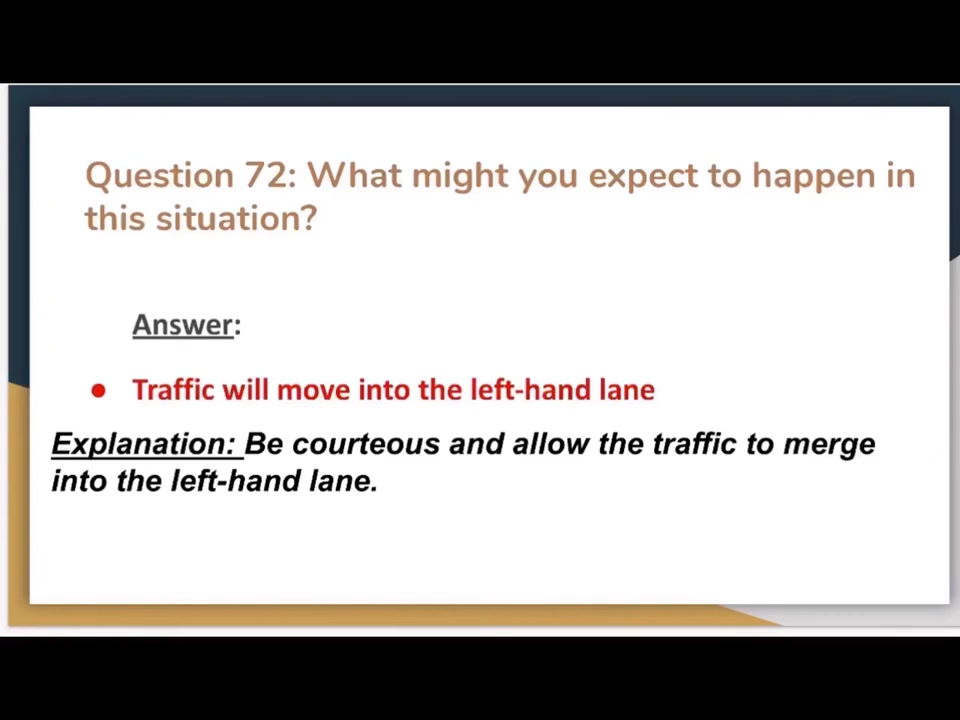 Question 72: What might you expect to happen in
this situation?
Answer:
● Traffic will move into the left-hand lane
Explanation: Be courteous and allow the traffic to merge
into the left-hand lane.